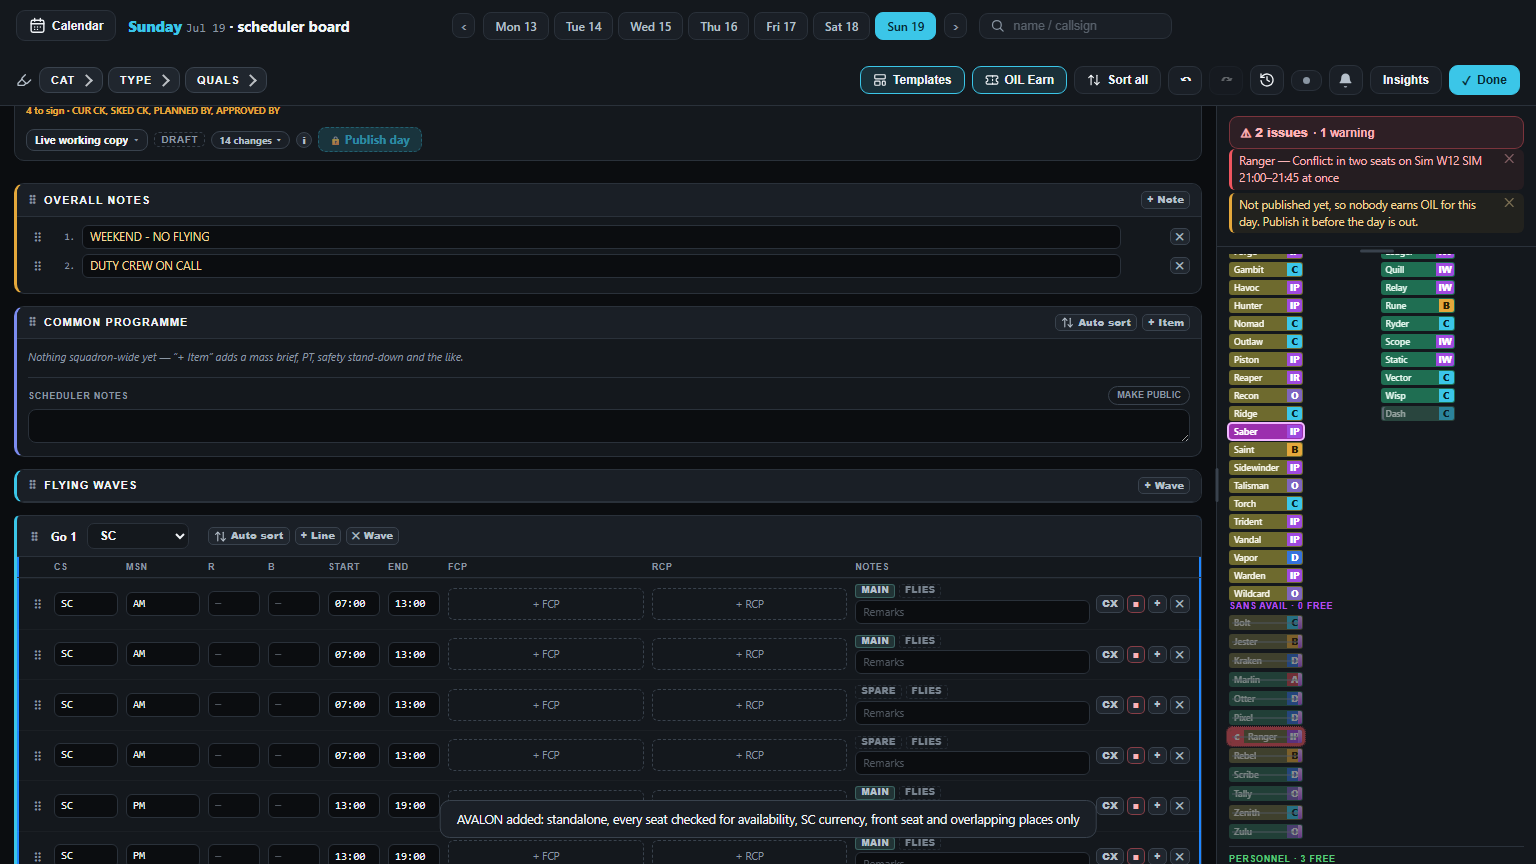 Calendar
Sunday Jul 19 · scheduler board
Mon 13
Tue 14
Wed 15
Thu 16
Fri 17
Sat 18
Sun 19
name / callsign
CAT
TYPE
QUALS
Templates
OIL Earn
Sort all
Insights
✓ Done
4 to sign · CUR CK, SKED CK, PLANNED BY, APPROVED BY
Live working copy
DRAFT
14 changes
i
Publish day
OVERALL NOTES
+ Note
1. WEEKEND - NO FLYING
2. DUTY CREW ON CALL
COMMON PROGRAMME
Auto sort
+ Item
Nothing squadron-wide yet — "+ Item" adds a mass brief, PT, safety stand-down and the like.
SCHEDULER NOTES
MAKE PUBLIC
FLYING WAVES
+ Wave
Go 1
SC
Auto sort
+ Line
× Wave
CS MSN R B START END FCP RCP NOTES
SC AM – – 07:00 13:00 + FCP + RCP MAIN FLIES
Remarks
CX
SC AM – – 07:00 13:00 + FCP + RCP MAIN FLIES
Remarks
CX
SC AM – – 07:00 13:00 + FCP + RCP SPARE FLIES
Remarks
CX
SC AM – – 07:00 13:00 + FCP + RCP SPARE FLIES
Remarks
CX
SC PM – – 13:00 19:00 MAIN FLIES
CX
SC PM – – 13:00 19:00 + FCP + RCP MAIN FLIES
Remarks
CX
AVALON added: standalone, every seat checked for availability, SC currency, front seat and overlapping places only
2 issues · 1 warning
Ranger — Conflict: in two seats on Sim W12 SIM
21:00–21:45 at once
Not published yet, so nobody earns OIL for this
day. Publish it before the day is out.
Gambit C
Havoc IP
Hunter IP
Nomad C
Outlaw C
Piston IP
Reaper IR
Recon O
Ridge C
Saber IP
Saint B
Sidewinder IP
Talisman O
Torch C
Trident IP
Vandal IP
Vapor D
Warden IP
Wildcard O
Quill IW
Relay IW
Rune B
Ryder C
Scope IW
Static IW
Vector C
Wisp C
Dash C
SANS AVAIL · 0 FREE
Bolt C
Jester B
Kraken D
Marlin A
Otter D
Pixel D
C Ranger IP
Rebel B
Scribe D
Tally O
Zenith C
Zulu O
PERSONNEL · 3 FREE